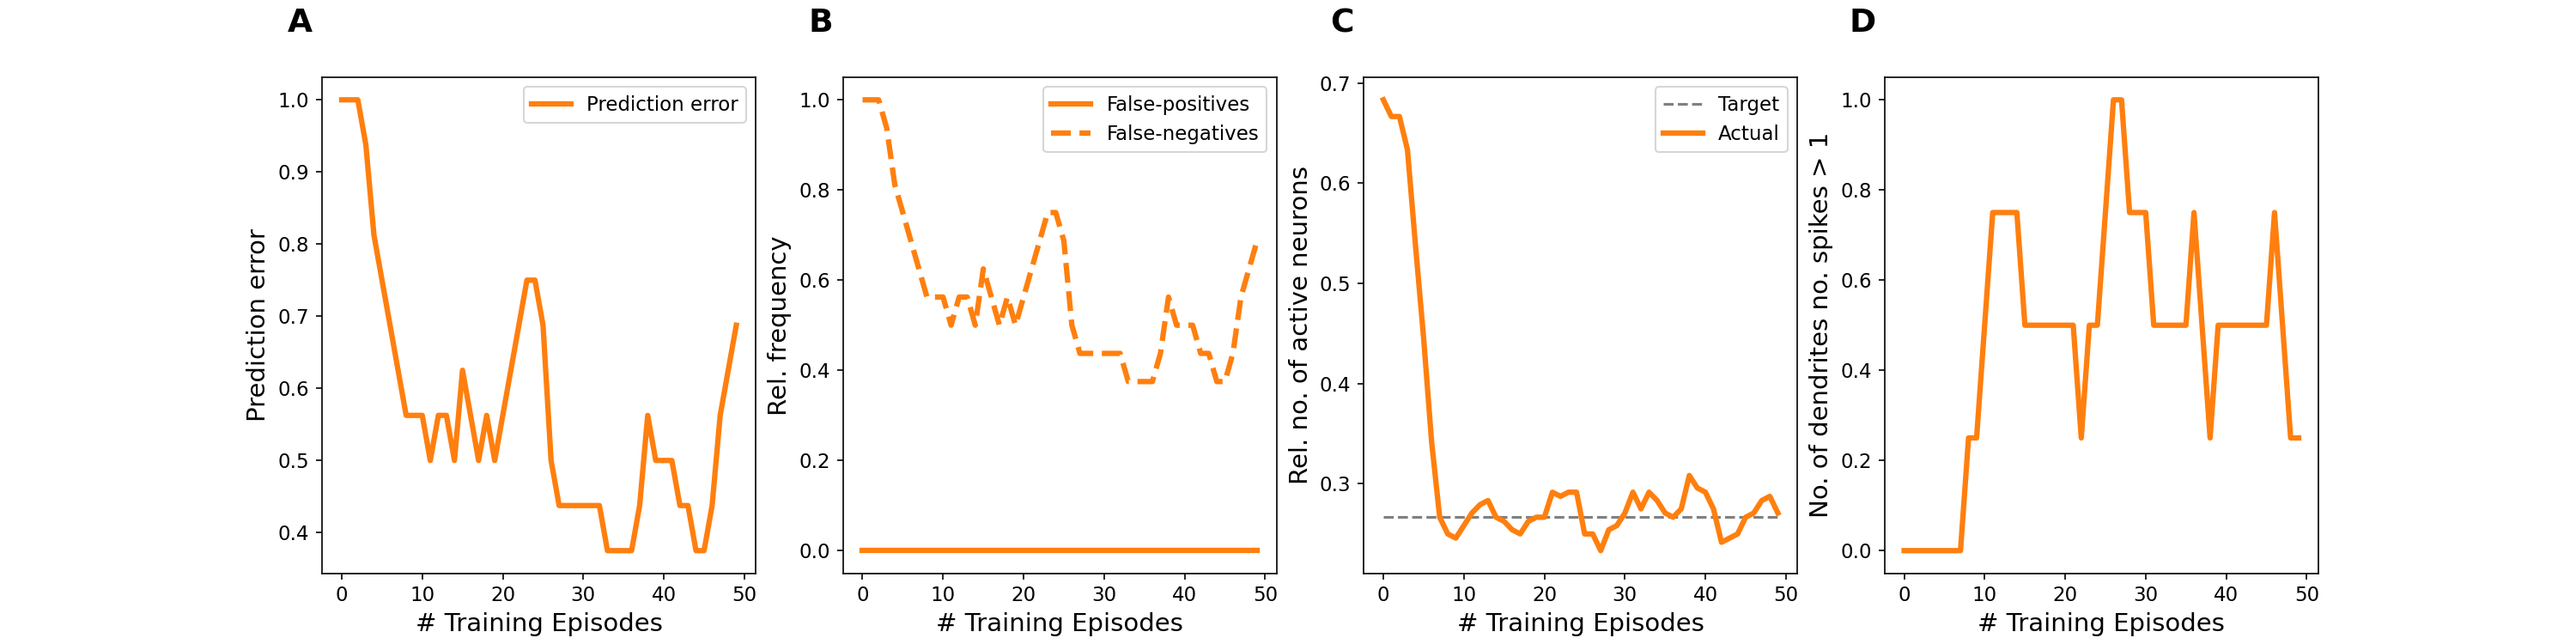 A
B
C
D
Prediction error
1.0
0.9
0.8
0.7
0.6
0.5
0.4
Prediction error
0
10
20
30
40
50
# Training Episodes
False-positives
False-negatives
1.0
0.8
0.6
0.4
0.2
0.0
Rel. frequency
0
10
20
30
40
50
# Training Episodes
Target
Actual
0.7
0.6
0.5
0.4
0.3
Rel. no. of active neurons
0
10
20
30
40
50
# Training Episodes
1.0
0.8
0.6
0.4
0.2
0.0
No. of dendrites no. spikes > 1
0
10
20
30
40
50
# Training Episodes